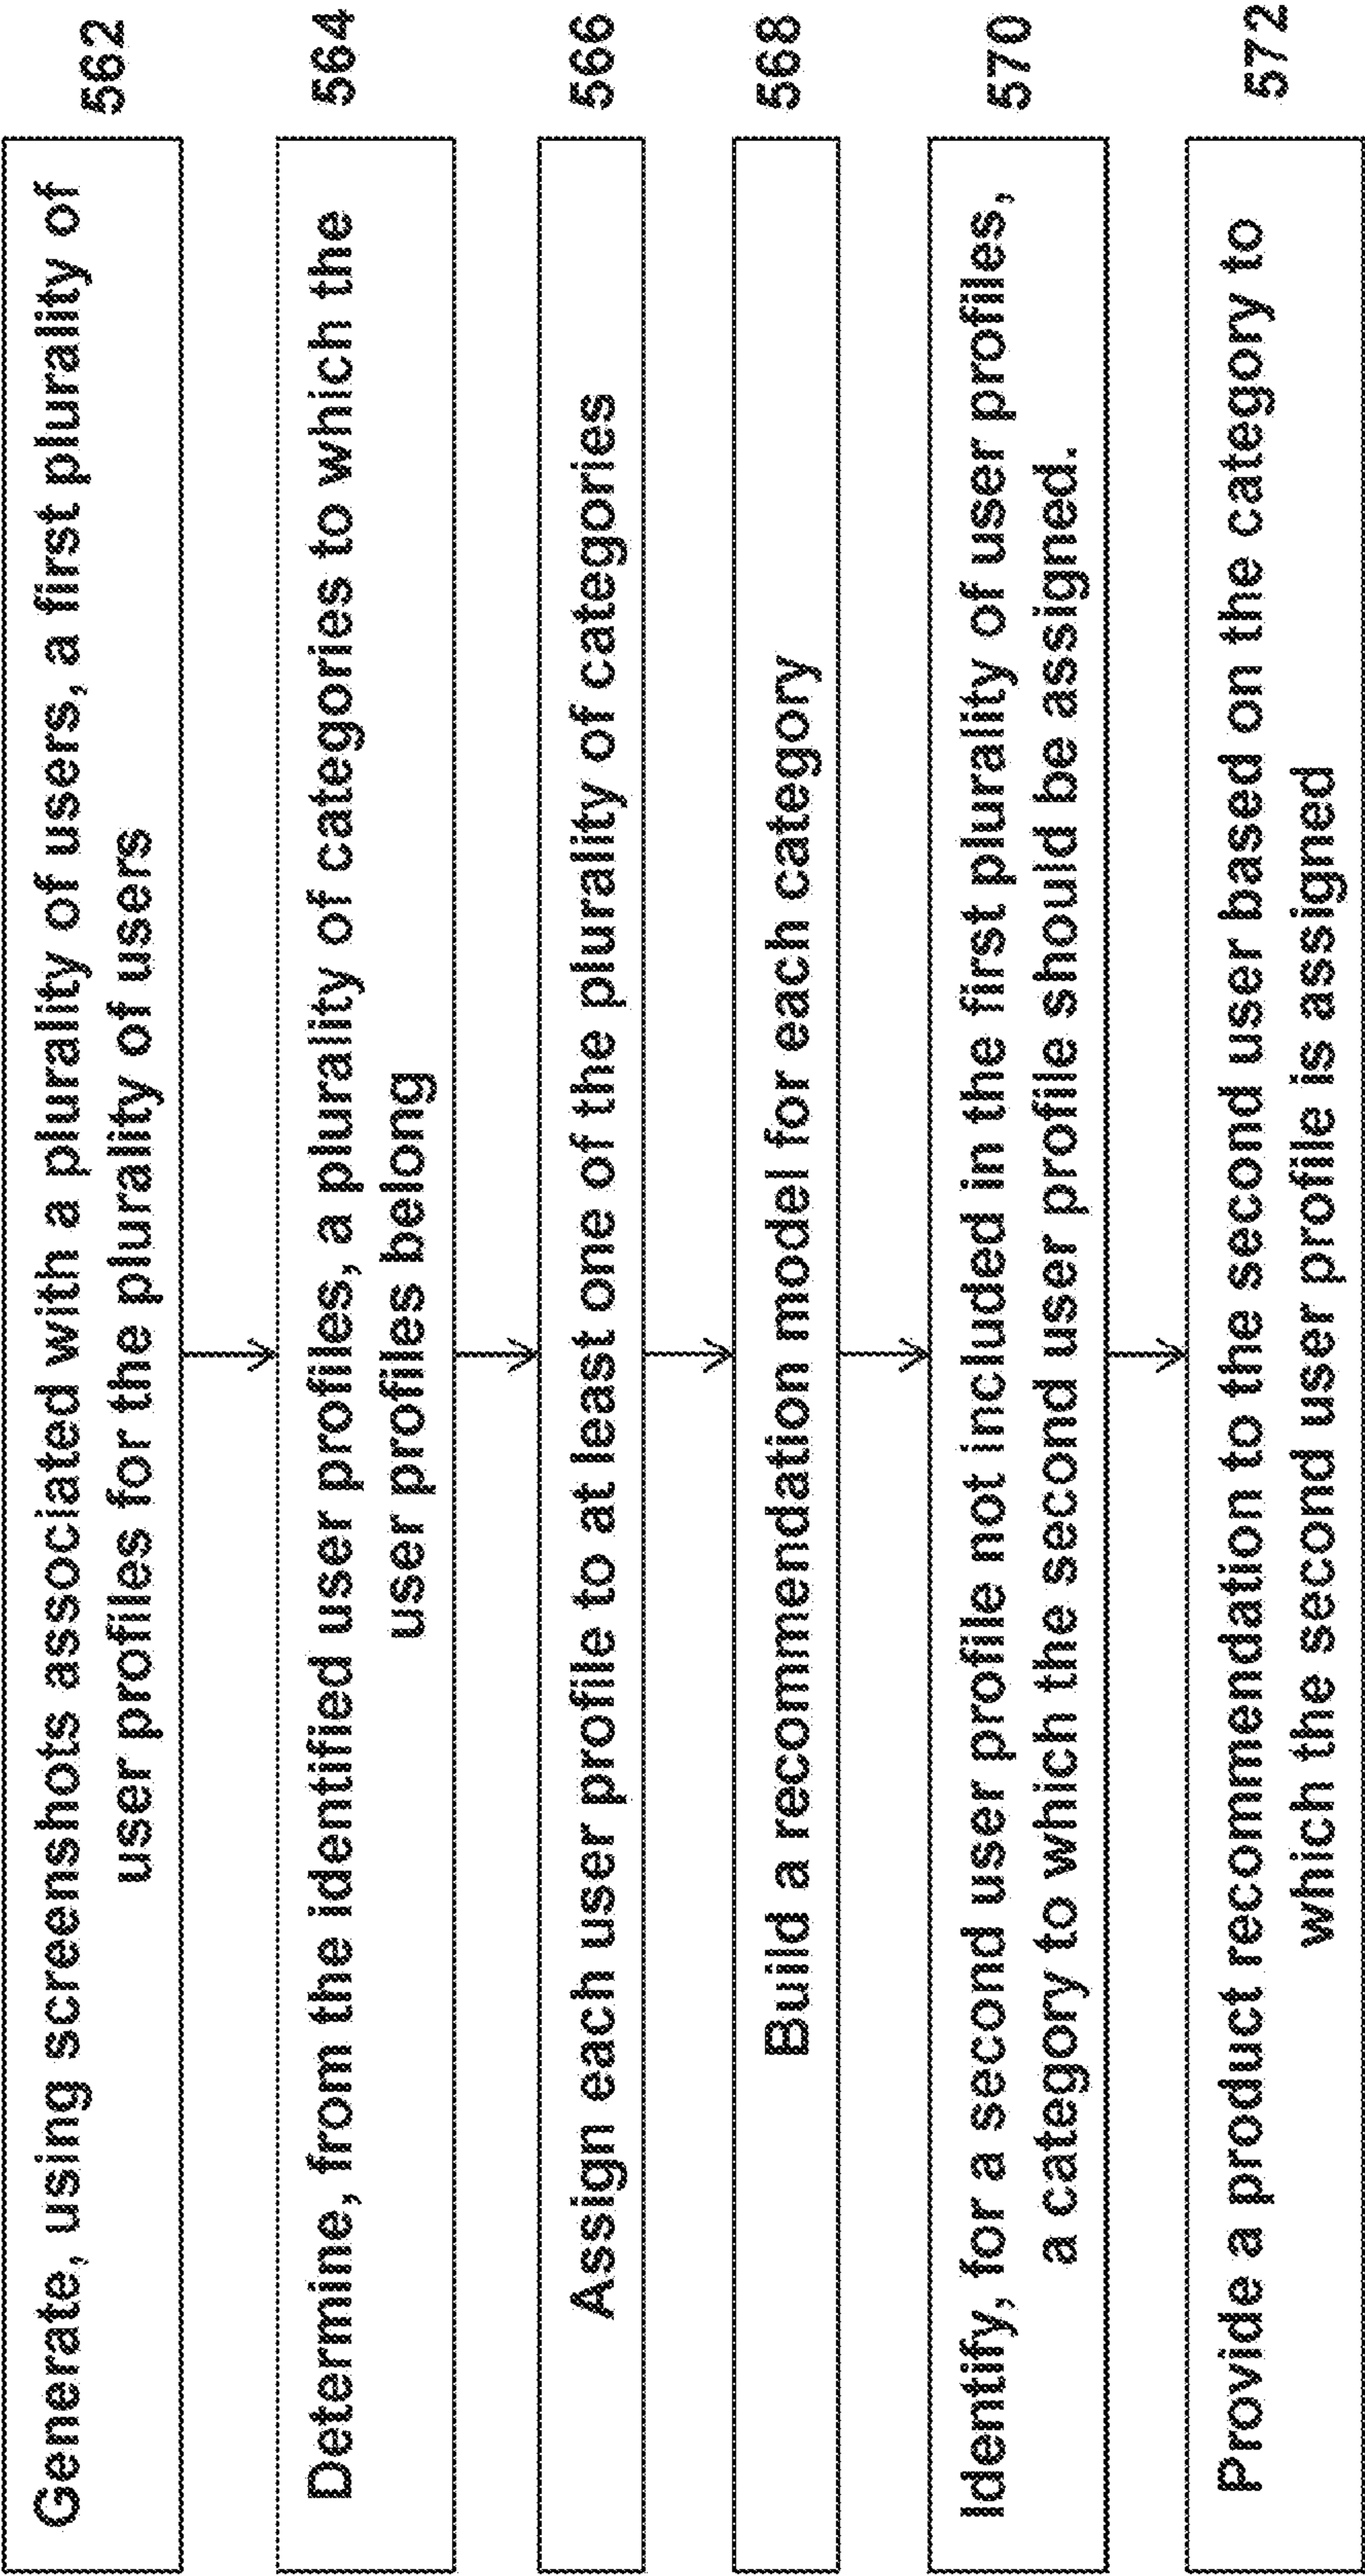 Generate, using screenshots associated with a plurality of users, a first plurality of
user profiles for the plurality of users
562
Determine, from the identified user profiles, a plurality of categories to which the
user profiles belong
564
Assign each user profile to at least one of the plurality of categories
566
Build a recommendation model for each category
568
Identify, for a second user profile not included in the first plurality of user profiles,
a category to which the second user profile should be assigned.
570
Provide a product recommendation to the second user based on the category to
which the second user profile is assigned
572